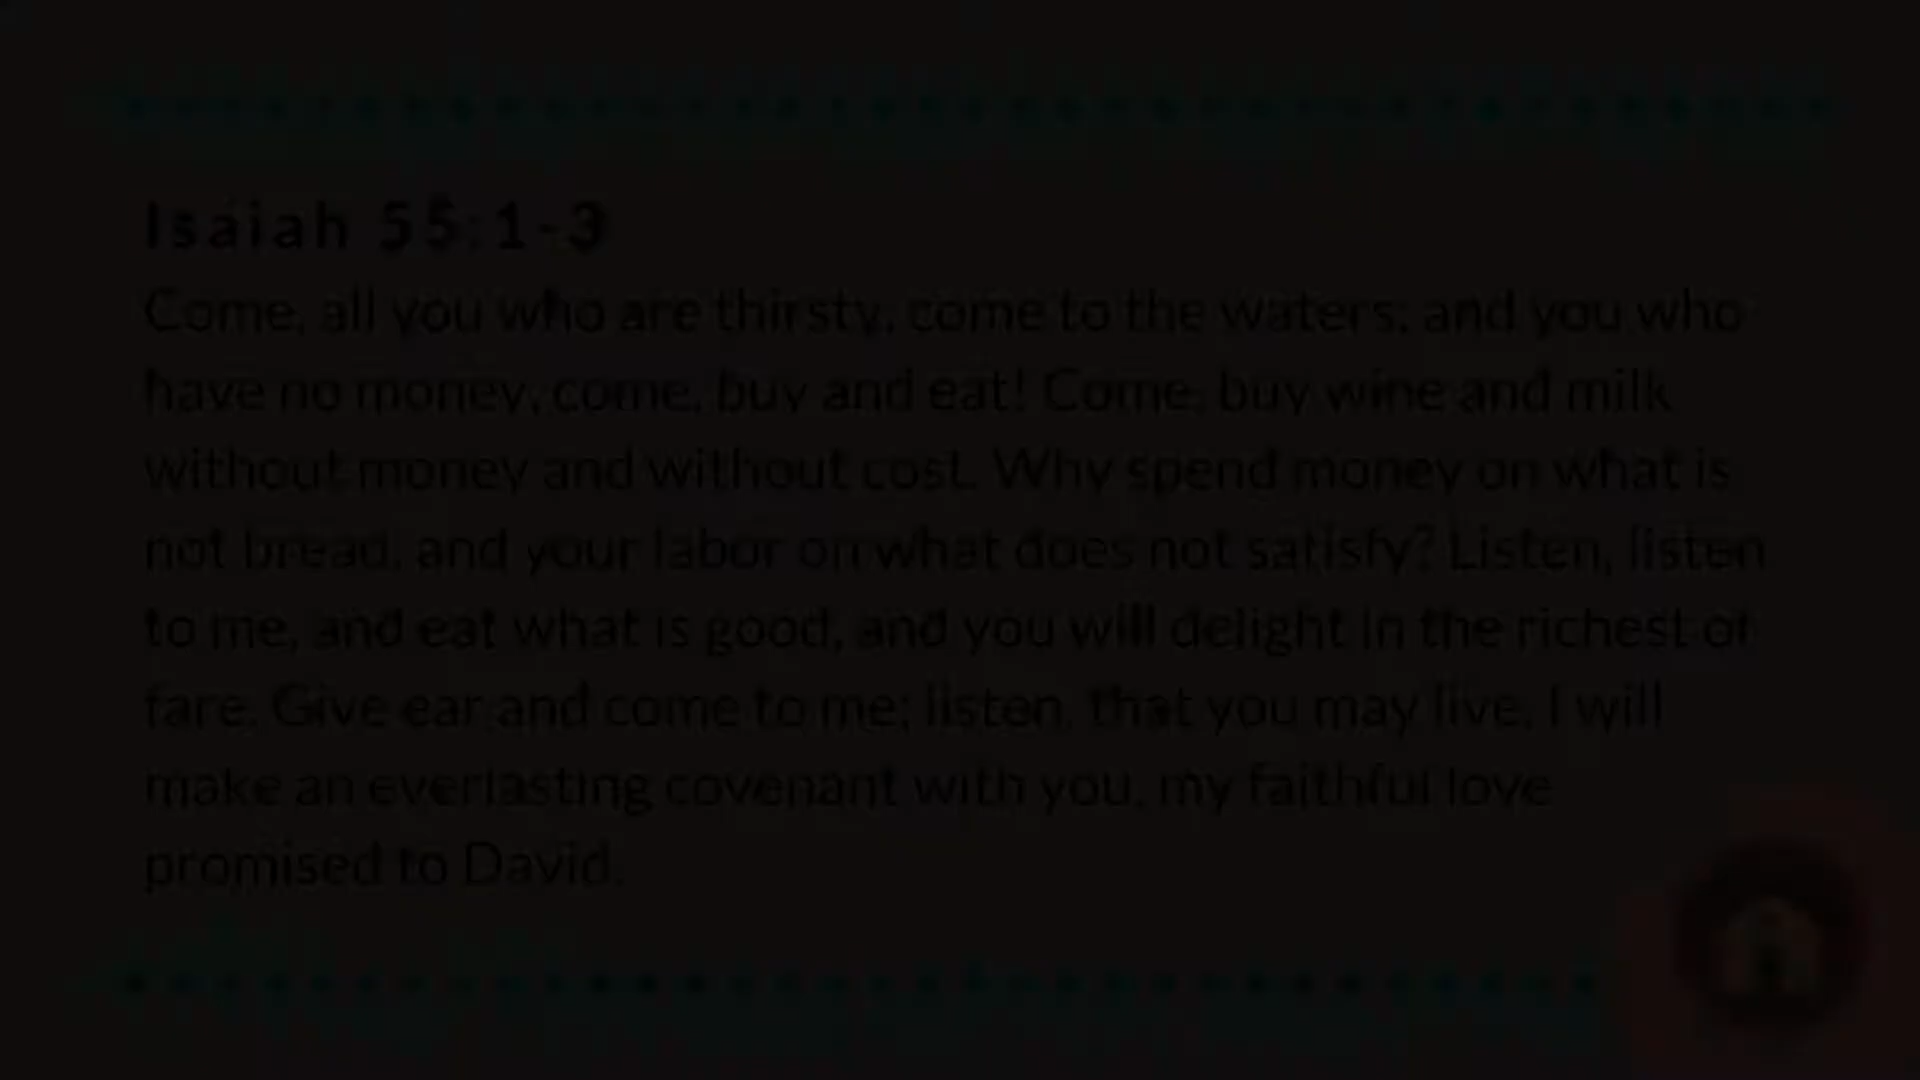 Isaiah 55:1-3
Come, all you who are thirsty, come to the waters; and you who
have no money, come, buy and eat! Come, buy wine and milk
without money and without cost. Why spend money on what is
not bread, and your labor on what does not satisfy? Listen, listen
to me, and eat what is good, and you will delight in the richest of
fare. Give ear and come to me; listen, that you may live. I will
make an everlasting covenant with you, my faithful love
promised to David.